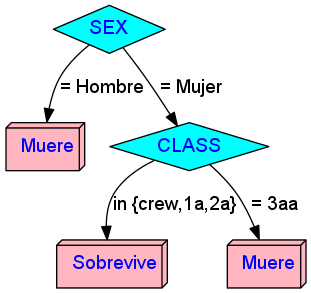 SEX
= Hombre
= Mujer
Muere
CLASS
in {crew,1a,2a}
= 3aa
Sobrevive
Muere